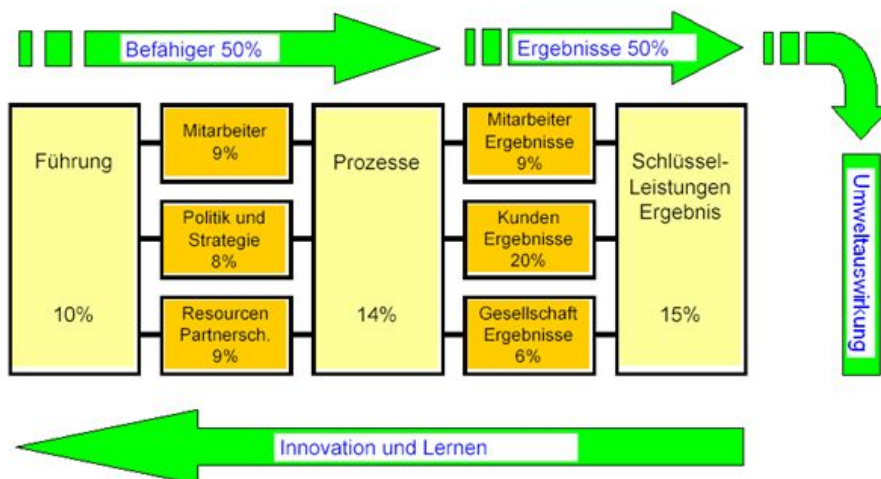 Befähiger 50%
Ergebnisse 50%
Führung
10%
Mitarbeiter
9%
Politik und
Strategie
8%
Resourcen
Partnersch.
9%
Prozesse
14%
Mitarbeiter
Ergebnisse
9%
Kunden
Ergebnisse
20%
Gesellschaft
Ergebnisse
6%
Schlüssel-
Leistungen
Ergebnis
15%
Umweltauswirkung
Innovation und Lernen